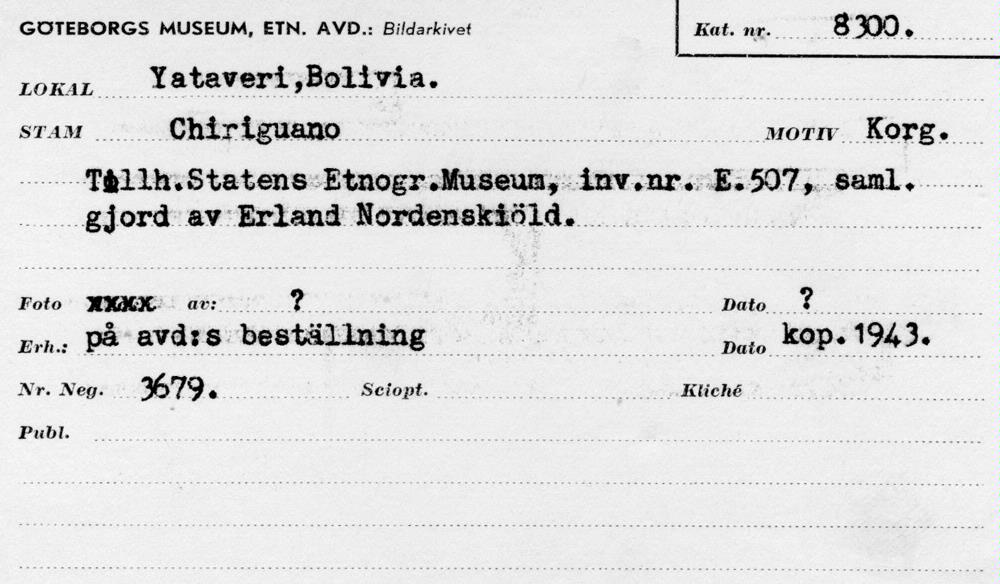 GÖTEBORGS MUSEUM, ETN. AVD.: Bildarkivet
Kat. nr. 8300.
LOKAL Yataveri,Bolivia.
STAM Chiriguano MOTIV Korg.
Tillh.Statens Etnogr.Museum, inv.nr. E.507, saml.
gjord av Erland Nordenskiöld.
Foto xxxx av: ? Dato ?
Erh.: på avd:s beställning Dato kop.1943.
Nr. Neg. 3679. Sciopt. Kliché
Publ.